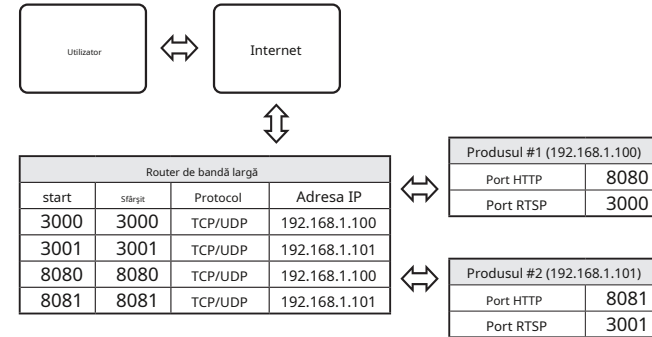 Utilizator
Internet
Router de bandă largă
start Sfârșit Protocol Adresa IP
3000 3000 TCP/UDP 192.168.1.100
3001 3001 TCP/UDP 192.168.1.101
8080 8080 TCP/UDP 192.168.1.100
8081 8081 TCP/UDP 192.168.1.101
Produsul #1 (192.168.1.100)
Port HTTP 8080
Port RTSP 3000
Produsul #2 (192.168.1.101)
Port HTTP 8081
Port RTSP 3001